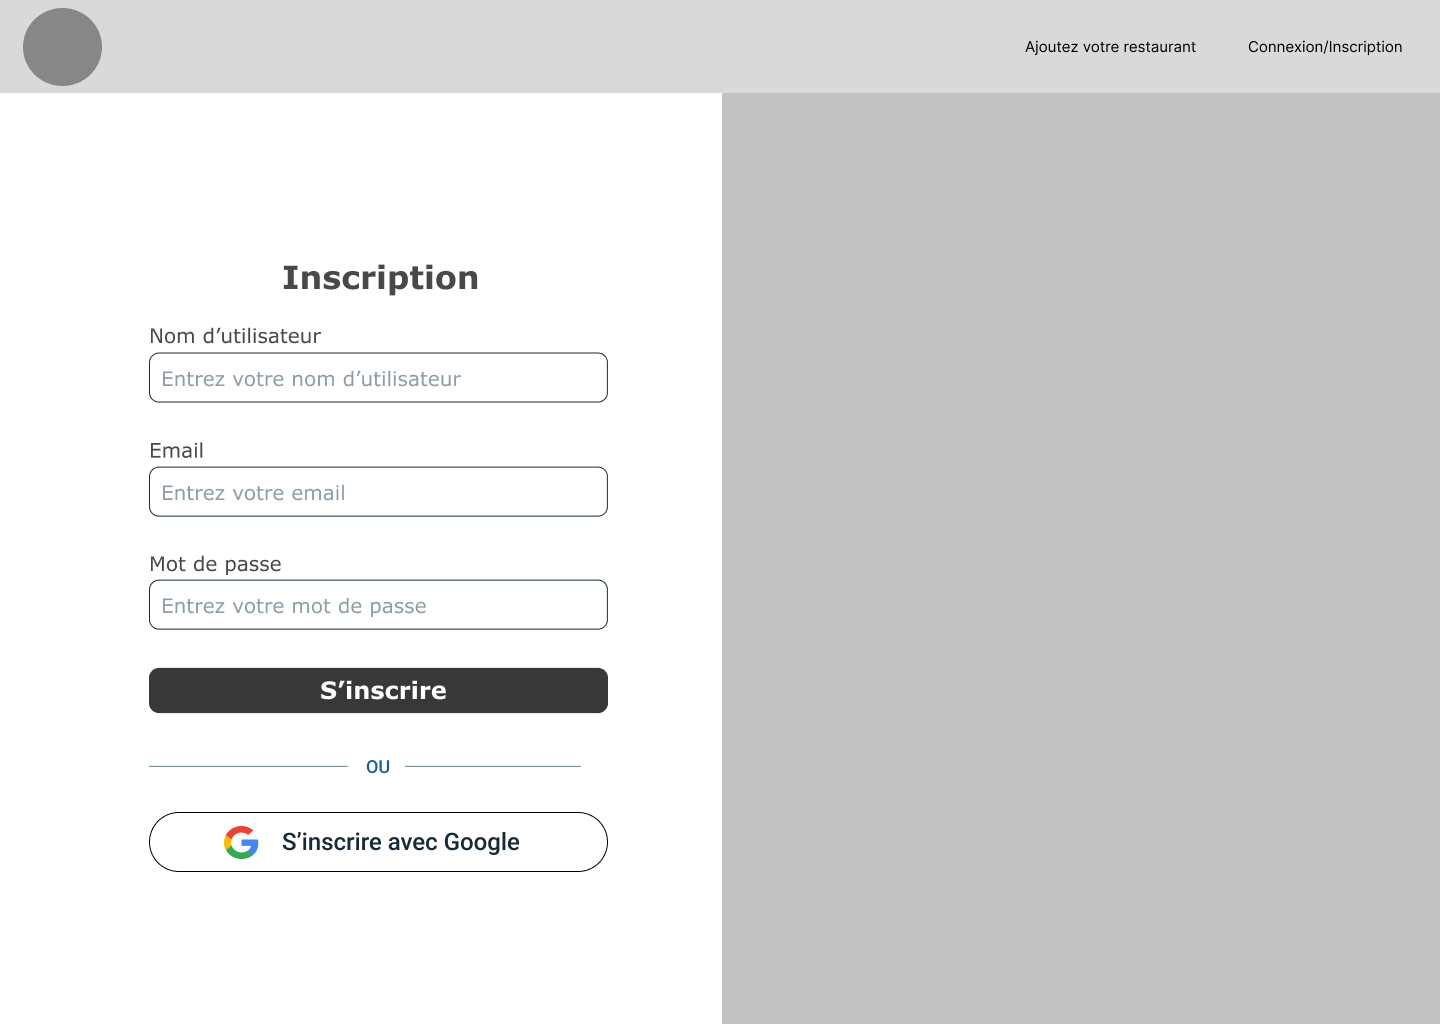 Ajoutez votre restaurant
Connexion/Inscription
Inscription
Nom d’utilisateur
Entrez votre nom d’utilisateur
Email
Entrez votre email
Mot de passe
Entrez votre mot de passe
S’inscrire
OU
S’inscrire avec Google